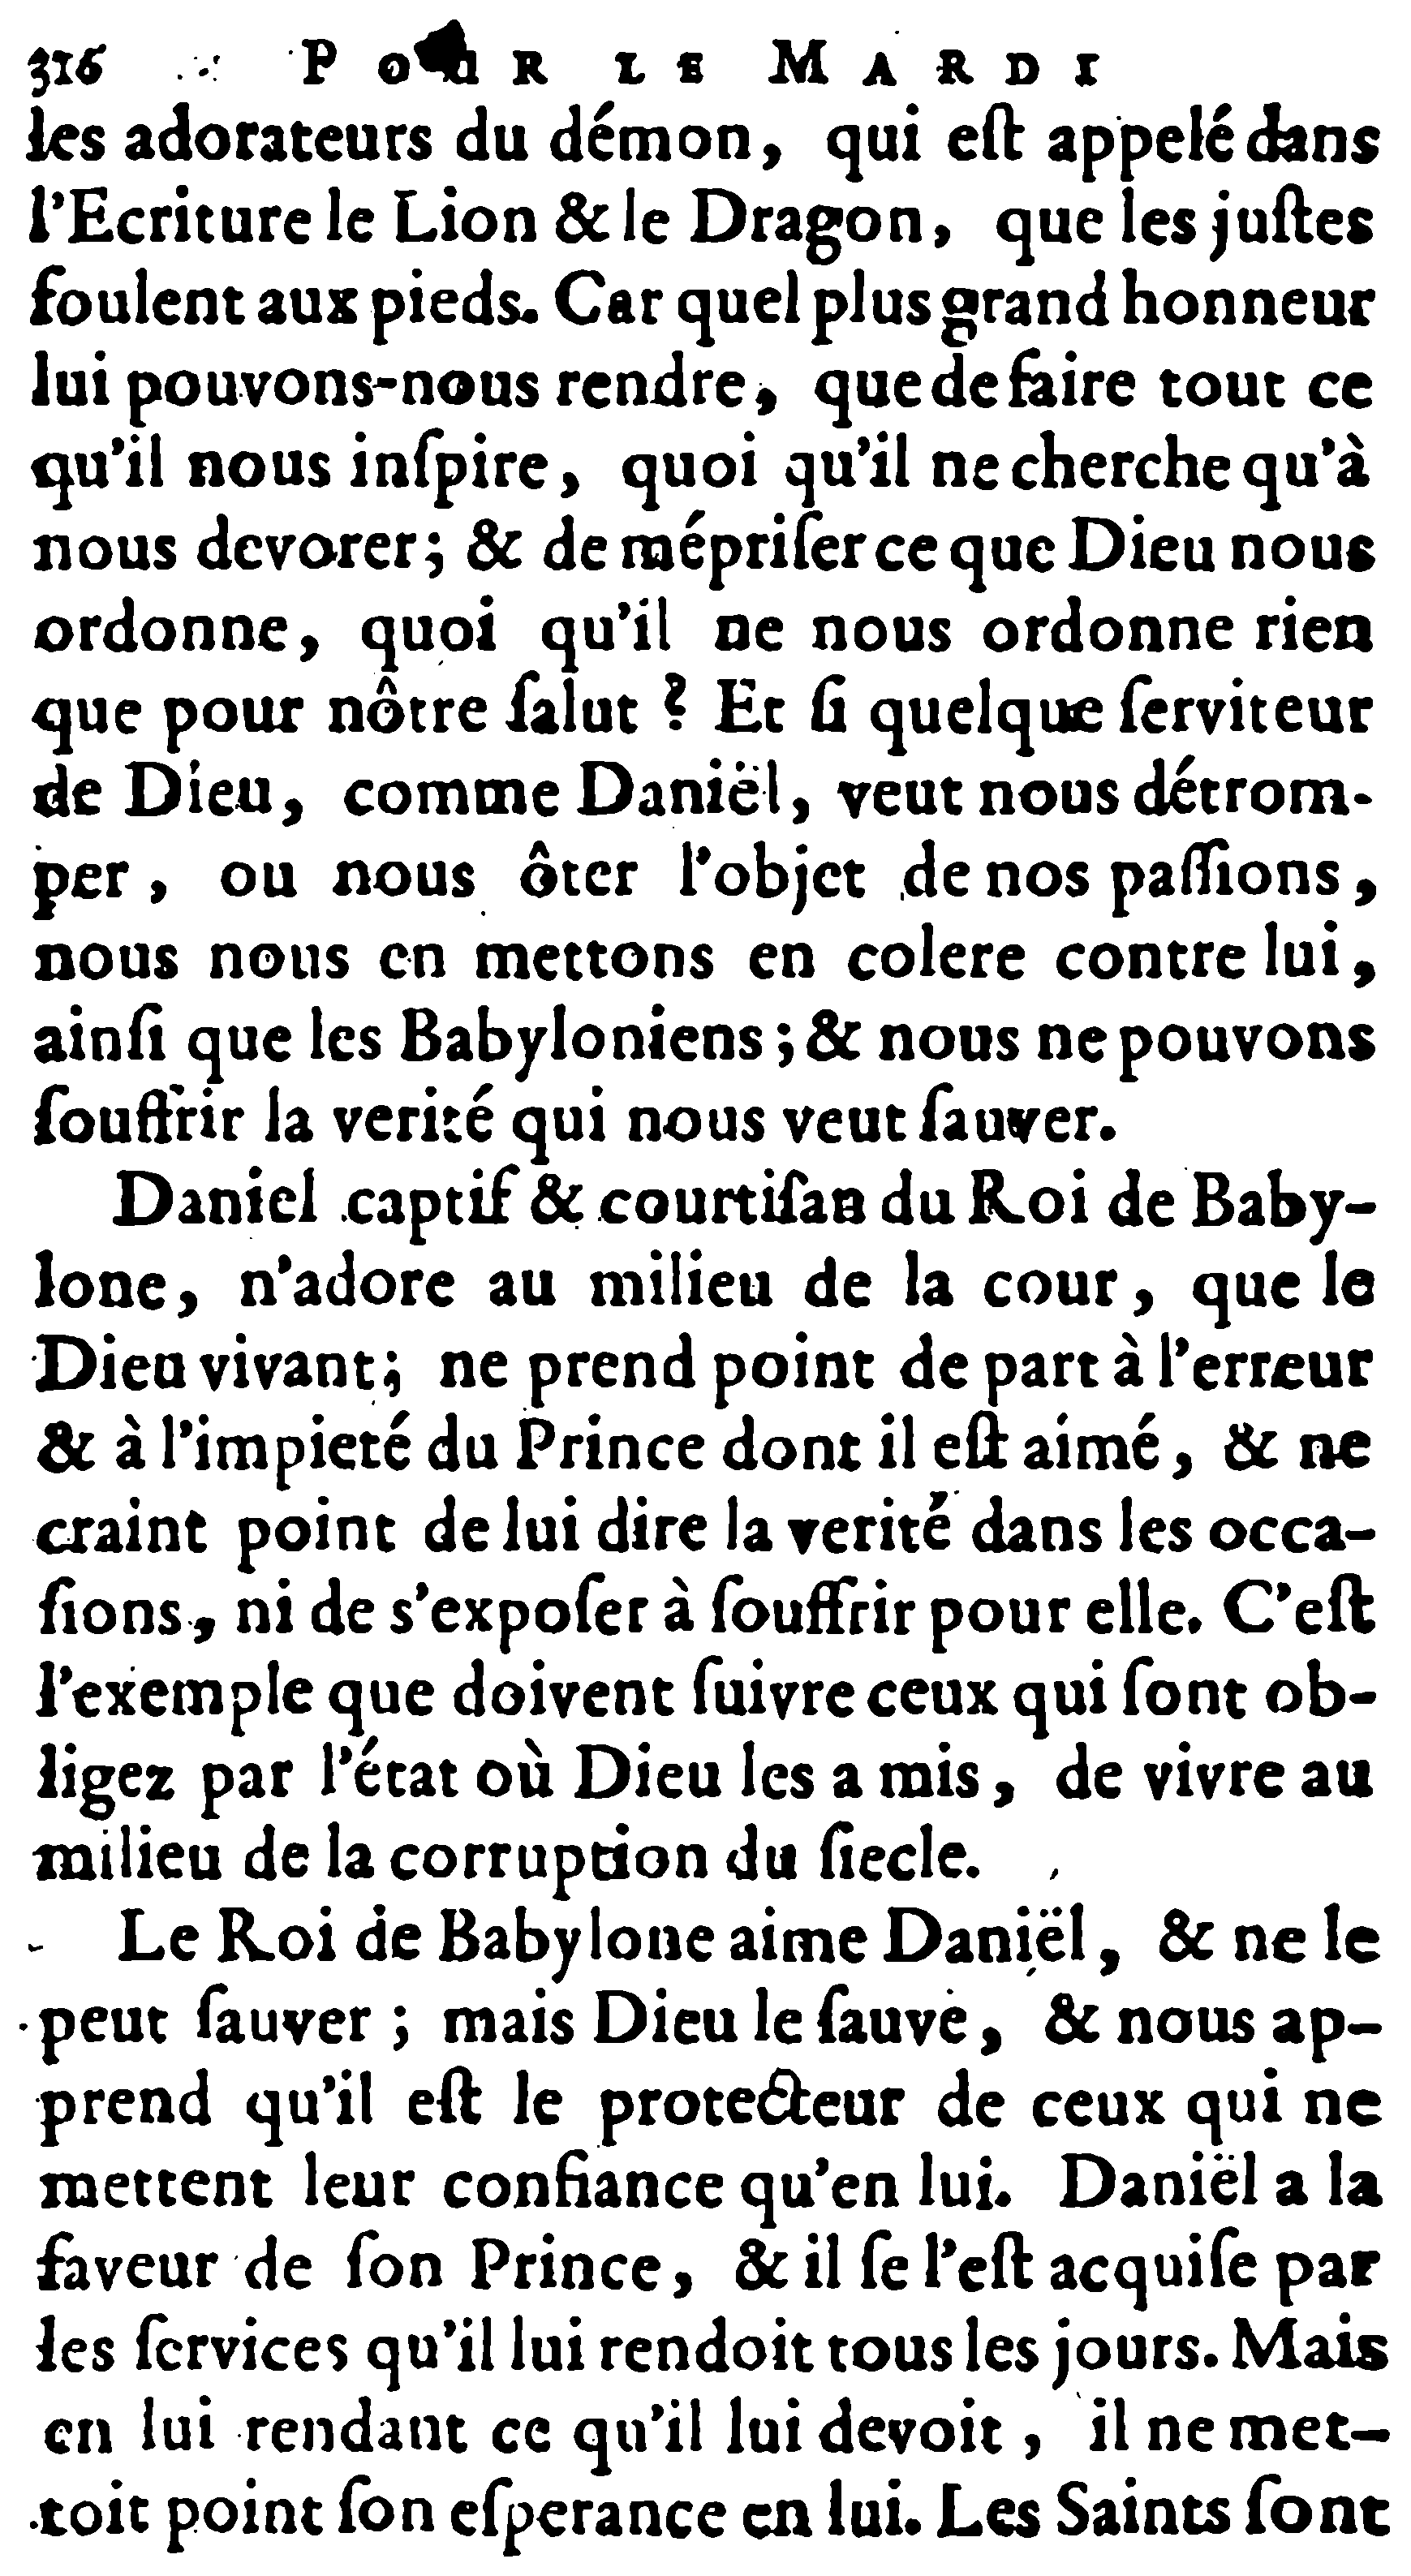 316 POUR LE MARDI
les adorateurs du démon, qui eſt appelé dans
l'Ecriture le Lion & le Dragon, que les juſtes
foulent aux pieds. Car quel plus grand honneur
lui pouvons-nous rendre, que de faire tout ce
qu'il nous inſpire, quoi qu'il ne cherche qu'à
nous devorer; & de mépriſer ce que Dieu nous
ordonne, quoi qu'il ne nous ordonne rien
que pour nôtre ſalut ? Et ſi quelque ſerviteur
de Dieu, comme Daniël, veut nous détrom-
per, ou nous ôter l'objet de nos paſſions,
nous nous en mettons en colere contre lui,
ainſi que les Babyloniens; & nous ne pouvons
ſouffrir la verité qui nous veut ſauver.
Daniel captif & courtiſan du Roi de Baby-
lone, n'adore au milieu de la cour, que le
Dieu vivant; ne prend point de part à l'erreur
& à l'impieté du Prince dont il eſt aimé, & ne
craint point de lui dire la verité dans les occa-
ſions, ni de s'expoſer à ſouffrir pour elle. C'eſt
l'exemple que doivent ſuivre ceux qui ſont ob-
ligez par l'état où Dieu les a mis, de vivre au
milieu de la corruption du ſiecle.
Le Roi de Babylone aime Daniël, & ne le
peut ſauver; mais Dieu le ſauve, & nous ap-
prend qu'il eſt le protecteur de ceux qui ne
mettent leur confiance qu'en lui. Daniël a la
faveur de ſon Prince, & il ſe l'eſt acquiſe par
les ſervices qu'il lui rendoit tous les jours. Mais
en lui rendant ce qu'il lui devoit, il ne met-
toit point ſon eſperance en lui. Les Saints ſont